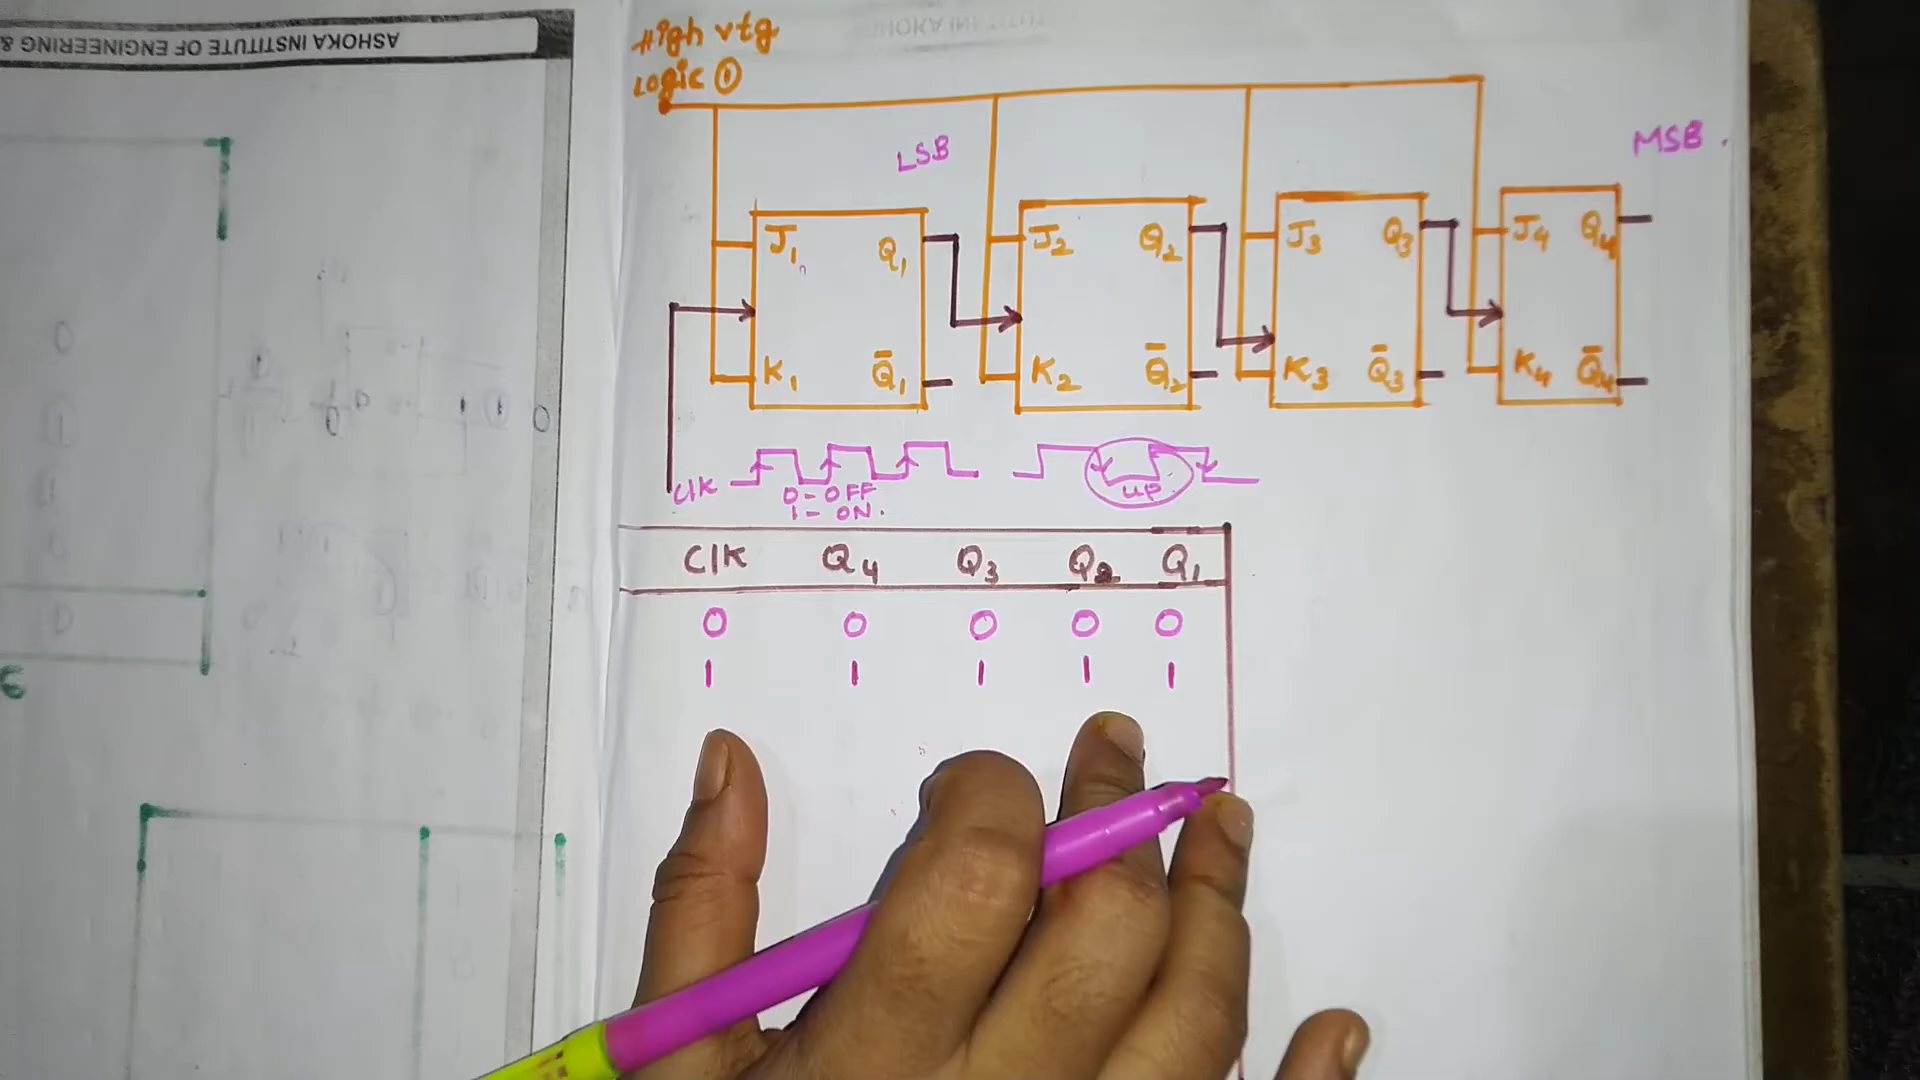 ASHOKA INSTITUTE OF ENGINEERING &
High vtg
Logic ①
LSB
MSB.
J1 Q1 J2 Q2 J3 Q3 J4 Q4
K1 Q̅1 K2 Q̅2 K3 Q̅3 K4 Q̅4
ClK
0-OFF
1- ON.
UP
ClK Q4 Q3 Q2 Q1
0 0 0 0 0
1 1 1 1 1